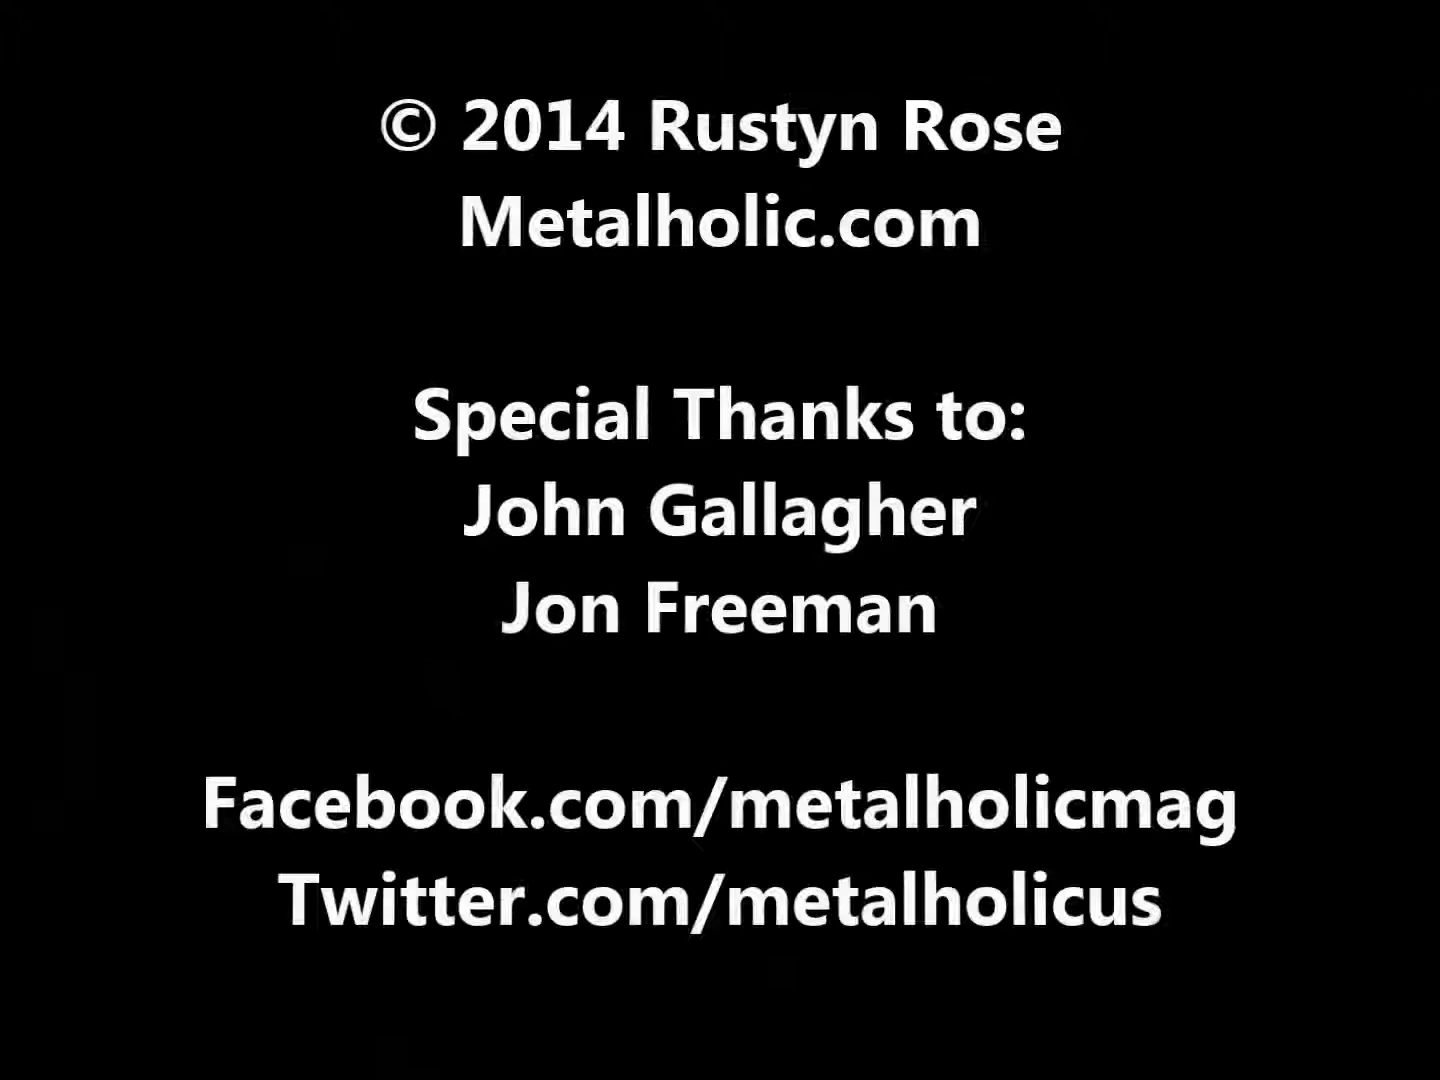 © 2014 Rustyn Rose
Metalholic.com
Special Thanks to:
John Gallagher
Jon Freeman
Facebook.com/metalholicmag
Twitter.com/metalholicus